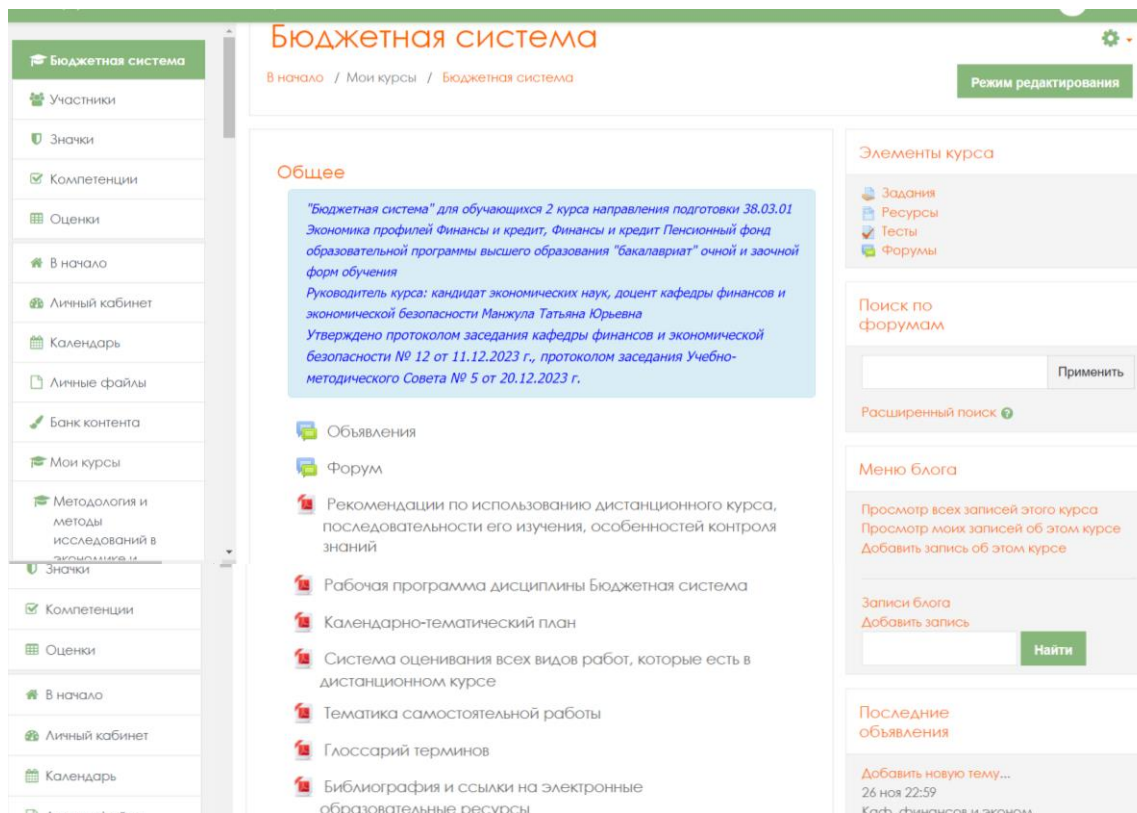 Бюджетная система
Участники
Значки
Компетенции
Оценки
В начало
Личный кабинет
Календарь
Личные файлы
Банк контента
Мои курсы
Методология и
методы
исследований в
экономике и
Значки
Компетенции
Оценки
В начало
Личный кабинет
Календарь
Бюджетная система
В начало / Мои курсы / Бюджетная система
Режим редактирования
Общее
"Бюджетная система" для обучающихся 2 курса направления подготовки 38.03.01
Экономика профилей Финансы и кредит, Финансы и кредит Пенсионный фонд
образовательной программы высшего образования "бакалавриат" очной и заочной
форм обучения
Руководитель курса: кандидат экономических наук, доцент кафедры финансов и
экономической безопасности Манжула Татьяна Юрьевна
Утверждено протоколом заседания кафедры финансов и экономической
безопасности № 12 от 11.12.2023 г., протоколом заседания Учебно-
методического Совета № 5 от 20.12.2023 г.
Объявления
Форум
Рекомендации по использованию дистанционного курса,
последовательности его изучения, особенностей контроля
знаний
Рабочая программа дисциплины Бюджетная система
Календарно-тематический план
Система оценивания всех видов работ, которые есть в
дистанционном курсе
Тематика самостоятельной работы
Глоссарий терминов
Библиография и ссылки на электронные
образовательные ресурсы
Элементы курса
Задания
Ресурсы
Тесты
Форумы
Поиск по
форумам
Применить
Расширенный поиск
Меню блога
Просмотр всех записей этого курса
Просмотр моих записей об этом курсе
Добавить запись об этом курсе
Записи блога
Добавить запись
Найти
Последние
объявления
Добавить новую тему...
26 ноя 22:59
Каф. финансов и эконом